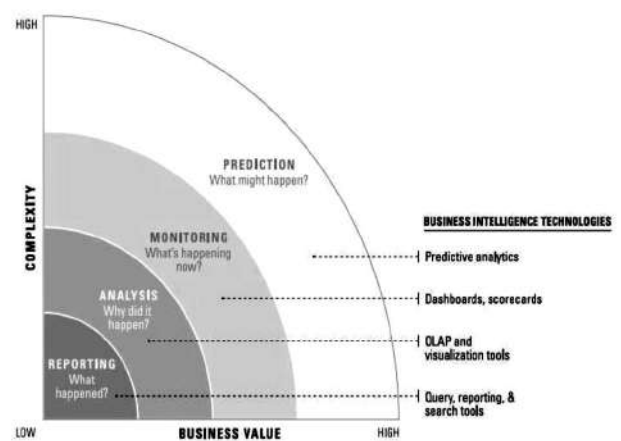 HIGH
PREDICTION
What might happen?
COMPLEXITY
BUSINESS INTELLIGENCE TECHNOLOGIES
MONITORING
What's happening
now?
Predictive analytics
ANALYSIS
Why did it
happen?
Dashboards, scorecards
OLAP and
visualization tools
REPORTING
What
happened?
Query, reporting, &
search tools
LOW
BUSINESS VALUE
HIGH